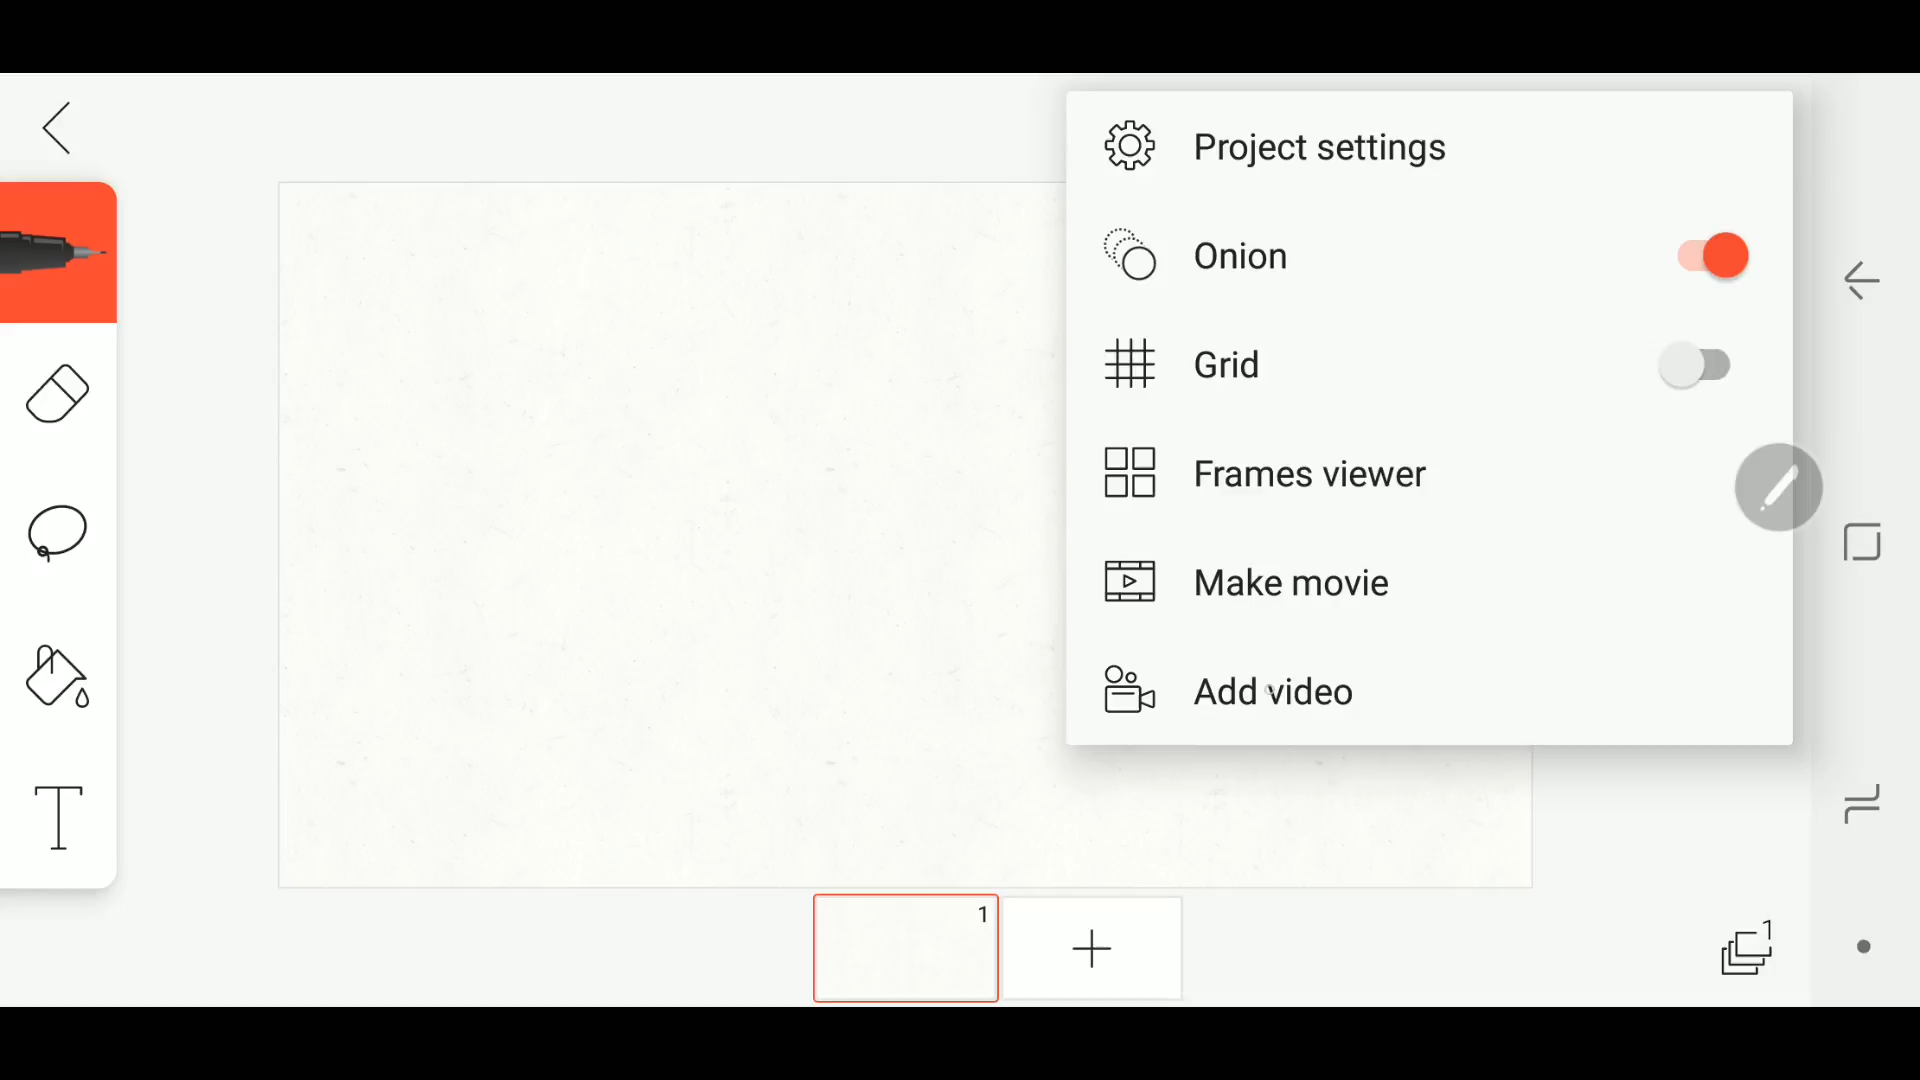 Project settings
Onion
Grid
Frames viewer
Make movie
Add video
1
1